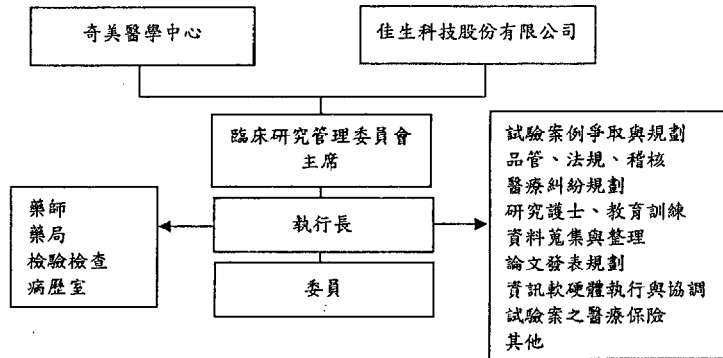 奇美醫學中心
佳生科技股份有限公司
臨床研究管理委員會
主席
執行長
委員
藥師
藥局
檢驗檢查
病歷室
試驗案例爭取與規劃
品管、法規、稽核
醫療糾紛規劃
研究護士、教育訓練
資料蒐集與整理
論文發表規劃
資訊軟硬體執行與協調
試驗案之醫療保險
其他